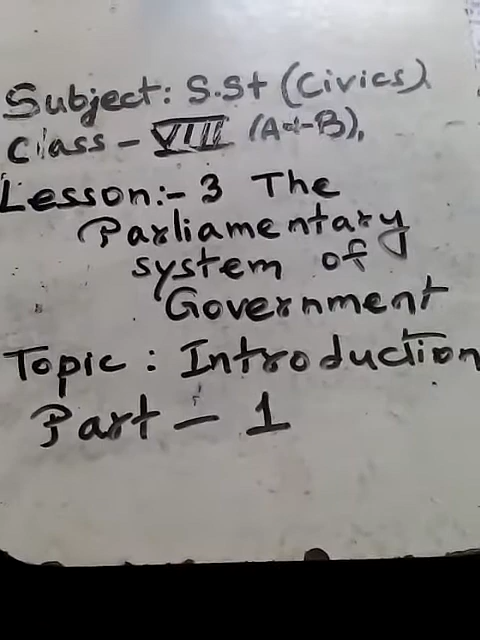 Subject: S.St (Civics)
Class - VIII (A-B),
Lesson:- 3 The
Parliamentary
system of
Government
Topic : Introduction
Part - 1